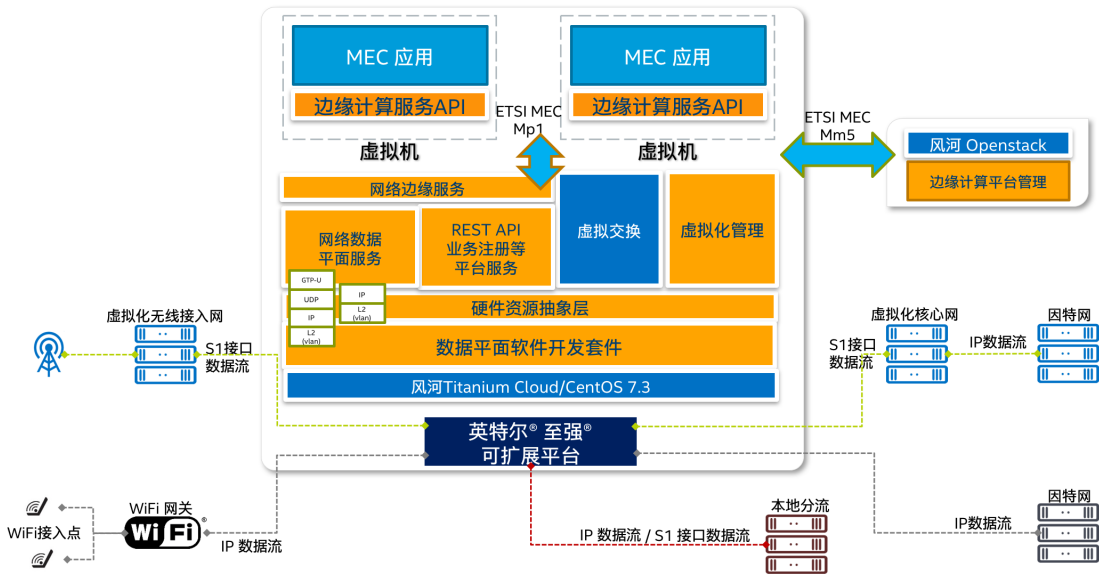 MEC 应用
MEC 应用
边缘计算服务API
边缘计算服务API
虚拟机
虚拟机
ETSI MEC
Mp1
ETSI MEC
Mm5
风河 Openstack
边缘计算平台管理
网络边缘服务
网络数据
平面服务
REST API
业务注册等
平台服务
虚拟交换
虚拟化管理
GTP-U
UDP
IP
L2
(vlan)
IP
L2
(vlan)
硬件资源抽象层
数据平面软件开发套件
风河Titanium Cloud/CentOS 7.3
英特尔® 至强®
可扩展平台
虚拟化无线接入网
S1接口
数据流
虚拟化核心网
S1接口
数据流
IP数据流
因特网
WiFi 网关
WiFi接入点
WiFi®
IP 数据流
本地分流
IP 数据流 / S1 接口数据流
因特网
IP数据流